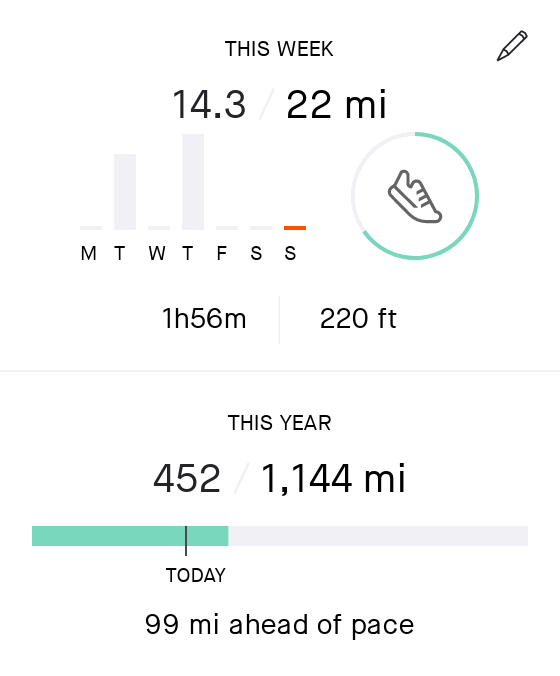 THIS WEEK
14.3 / 22 mi
M T W T F S S
1h56m 220 ft
THIS YEAR
452 / 1,144 mi
TODAY
99 mi ahead of pace